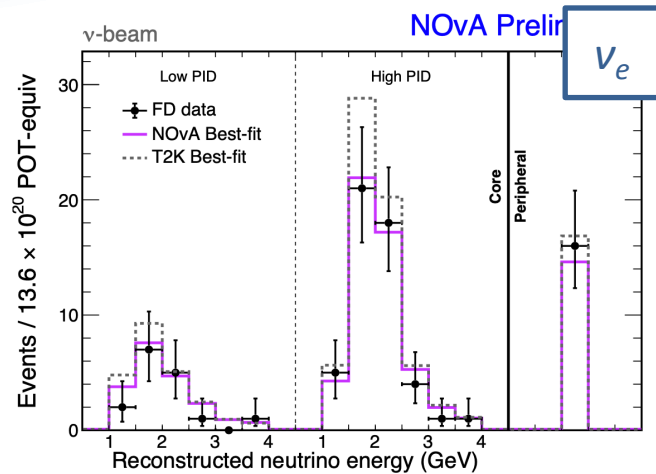 NOvA Prelim
ν-beam
νₑ
Low PID
High PID
FD data
NOvA Best-fit
T2K Best-fit
Core
Peripheral
Events / 13.6 × 10²⁰ POT-equiv
30
20
10
0
1 2 3 4 1 2 3 4
Reconstructed neutrino energy (GeV)